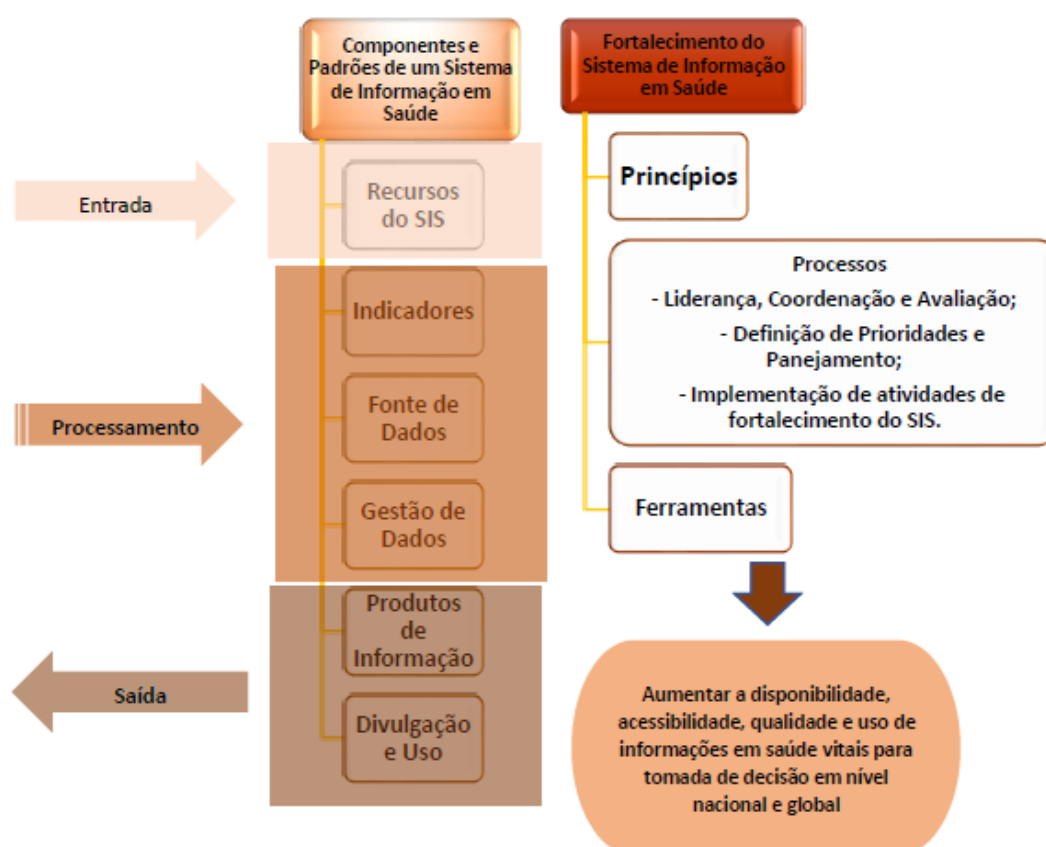 Componentes e
Padrões de um Sistema
de Informação em
Saúde
Fortalecimento do
Sistema de Informação
em Saúde
Entrada
Recursos
do SIS
Processamento
Indicadores
Fonte de
Dados
Gestão de
Dados
Saída
Produtos
de
Informação
Divulgação
e Uso
Princípios
Processos
- Liderança, Coordenação e Avaliação;
- Definição de Prioridades e
Panejamento;
- Implementação de atividades de
fortalecimento do SIS.
Ferramentas
Aumentar a disponibilidade,
acessibilidade, qualidade e uso de
informações em saúde vitais para
tomada de decisão em nível
nacional e global